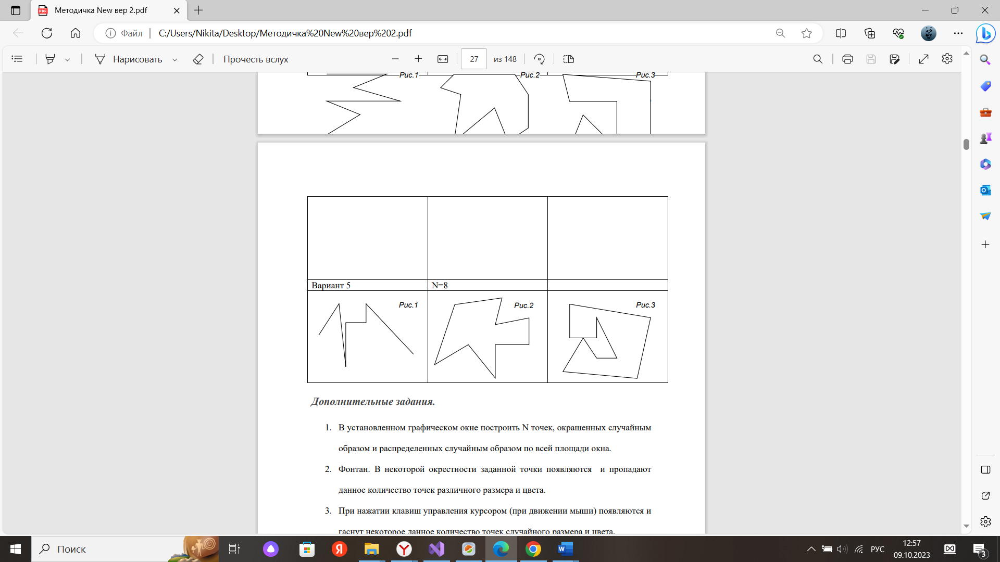 Методичка New вер 2.pdf
Файл
C:/Users/Nikita/Desktop/Методичка%20New%20вер%202.pdf
Нарисовать
Прочесть вслух
27
из 148
Рис.1
Рис.2
Рис.3
Вариант 5
N=8
Рис.1
Рис.2
Рис.3
Дополнительные задания.
1. В установленном графическом окне построить N точек, окрашенных случайным
образом и распределенных случайным образом по всей площади окна.
2. Фонтан. В некоторой окрестности заданной точки появляются и пропадают
данное количество точек различного размера и цвета.
3. При нажатии клавиш управления курсором (при движении мыши) появляются и
гаснут некоторое данное количество точек случайного размера и цвета.
Поиск
РУС
12:57
09.10.2023
3